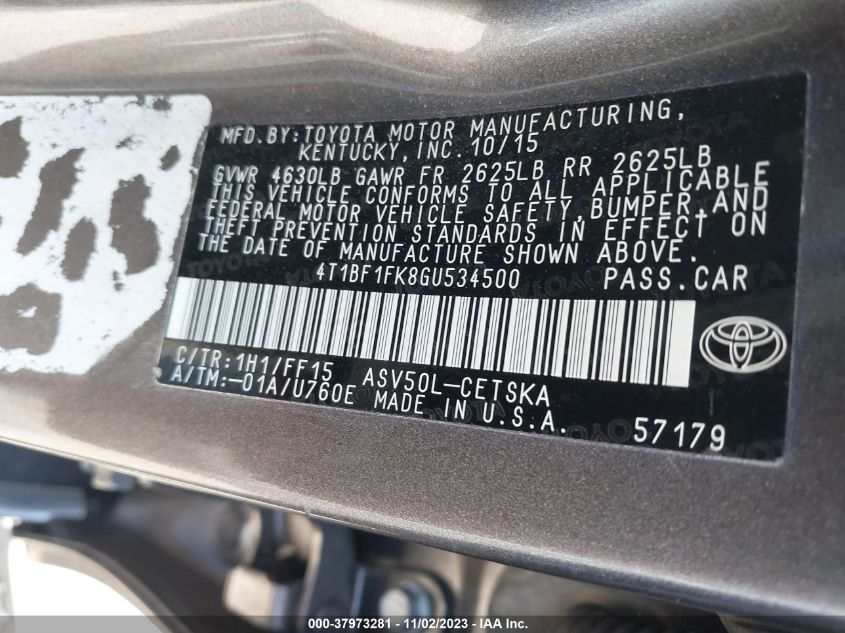 MFD.BY:TOYOTA MOTOR MANUFACTURING,
KENTUCKY,INC.10/15
GVWR 4630LB GAWR FR 2625LB RR 2625LB
THIS VEHICLE CONFORMS TO ALL APPLICABLE
FEDERAL MOTOR VEHICLE SAFETY,BUMPER,AND
THEFT PREVENTION STANDARDS IN EFFECT ON
THE DATE OF MANUFACTURE SHOWN ABOVE.
4T1BF1FK8GU534500 PASS.CAR
C/TR:1H1/FF15 ASV50L-CETSKA
A/TM:-01A/U760E MADE IN U.S.A.
57179
000-37973281 - 11/02/2023 - IAA Inc.